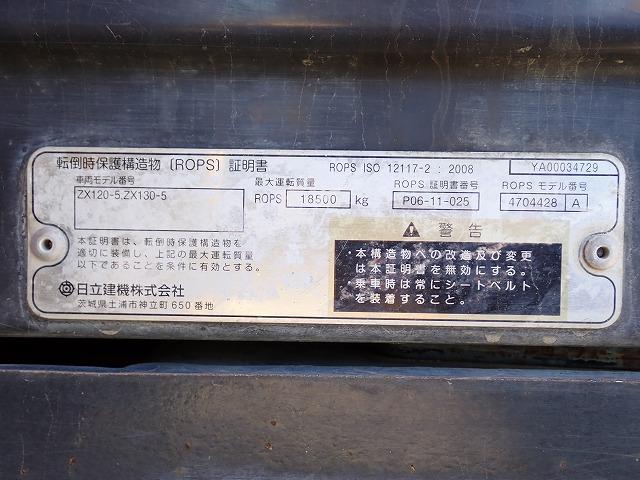 転倒時保護構造物 〔ROPS〕 証明書 ROPS ISO 12117-2 : 2008 YA00034729
車両モデル番号 最大運転質量 ROPS 証明書番号 ROPS モデル番号
ZX120-5,ZX130-5 ROPS 18500 kg P06-11-025 4704428 A
本証明書は、転倒時保護構造物を
適切に装備し、上記の最大運転質量
以下であることを条件に有効とする。
日立建機株式会社
茨城県土浦市神立町 650 番地
警告
・本構造物への改造及び変更
は本証明書を無効にする。
・乗車時は常にシートベルト
を装着すること。